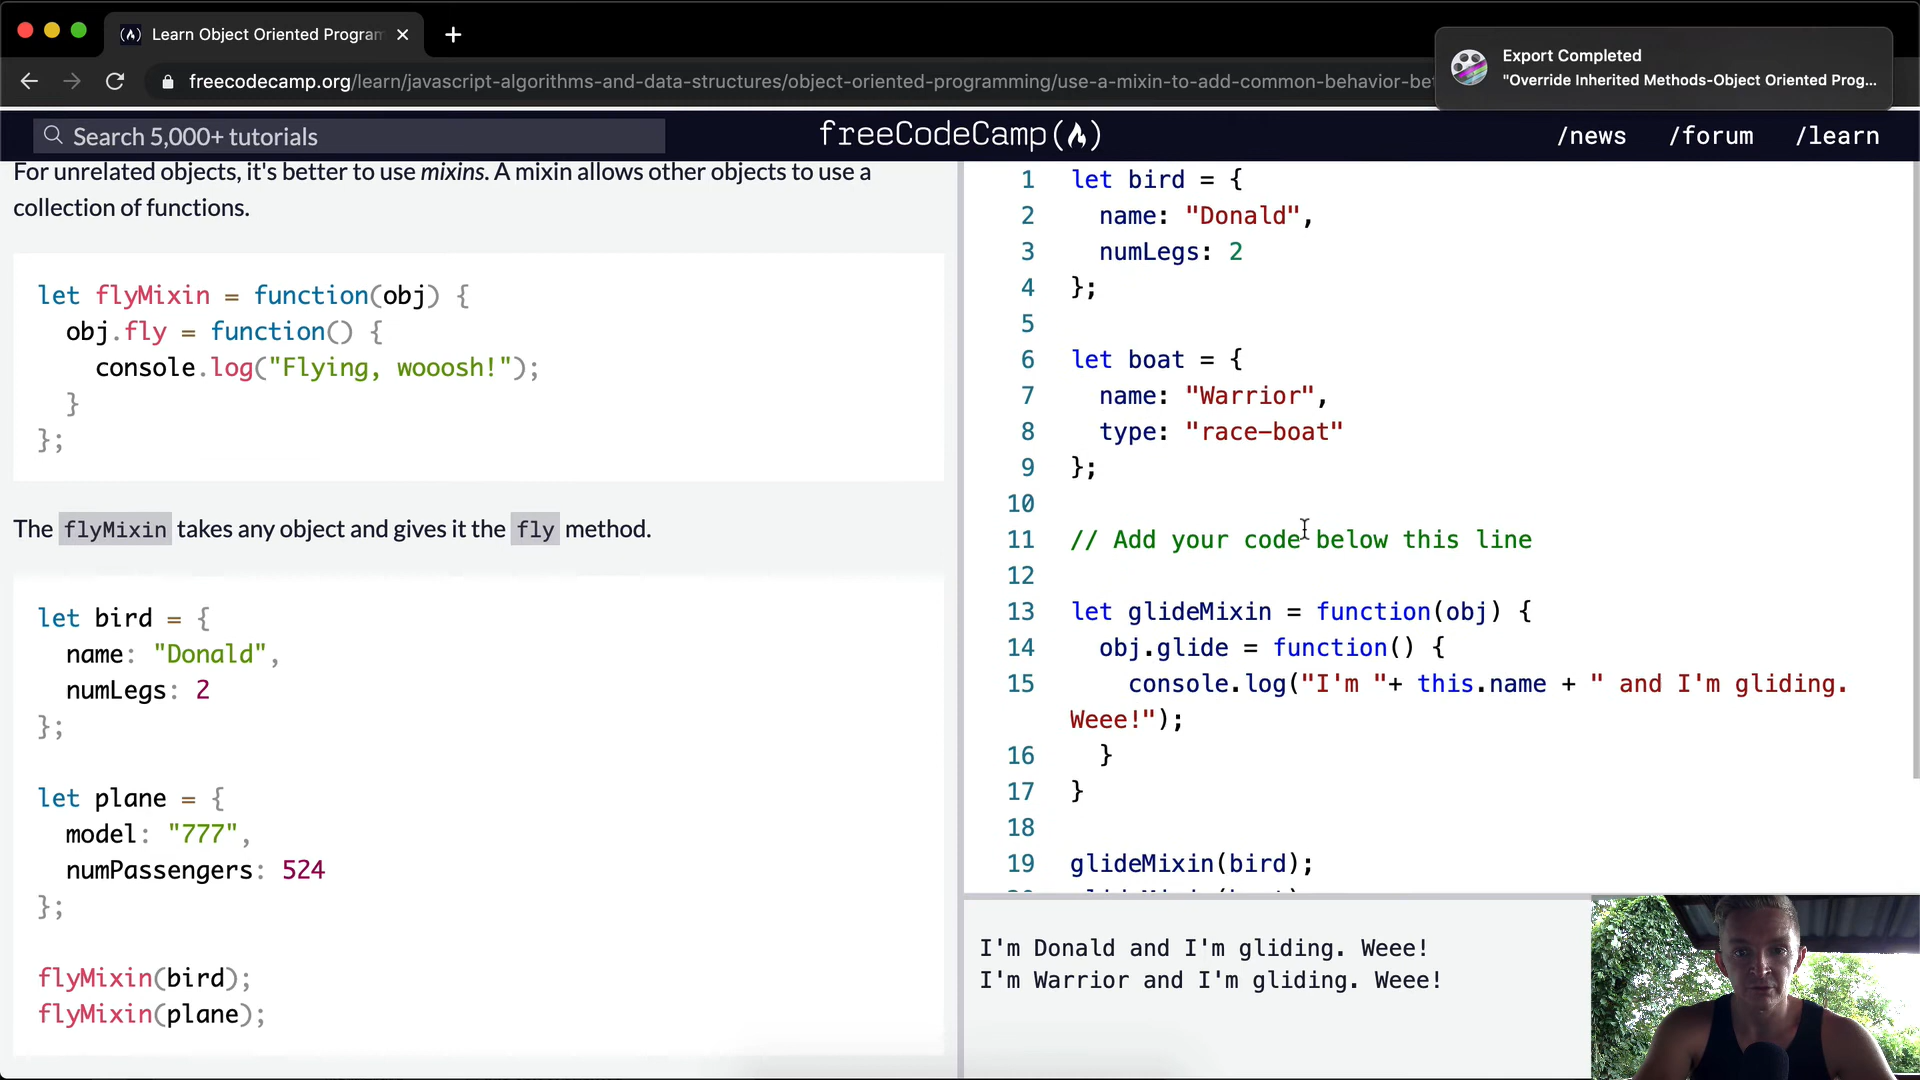 Learn Object Oriented Program
freecodecamp.org/learn/javascript-algorithms-and-data-structures/object-oriented-programming/use-a-mixin-to-add-common-behavior-be
Export Completed
"Override Inherited Methods-Object Oriented Prog...
Search 5,000+ tutorials
freeCodeCamp
/news
/forum
/learn
For unrelated objects, it's better to use mixins. A mixin allows other objects to use a
collection of functions.
let flyMixin = function(obj) {
obj.fly = function() {
console.log("Flying, wooosh!");
}
};
The flyMixin takes any object and gives it the fly method.
let bird = {
name: "Donald",
numLegs: 2
};
let plane = {
model: "777",
numPassengers: 524
};
flyMixin(bird);
flyMixin(plane);
1 let bird = {
2 name: "Donald",
3 numLegs: 2
4 };
5
6 let boat = {
7 name: "Warrior",
8 type: "race-boat"
9 };
10
11 // Add your code below this line
12
13 let glideMixin = function(obj) {
14 obj.glide = function() {
15 console.log("I'm "+ this.name + " and I'm gliding.
Weee!");
16 }
17 }
18
19 glideMixin(bird);
I'm Donald and I'm gliding. Weee!
I'm Warrior and I'm gliding. Weee!